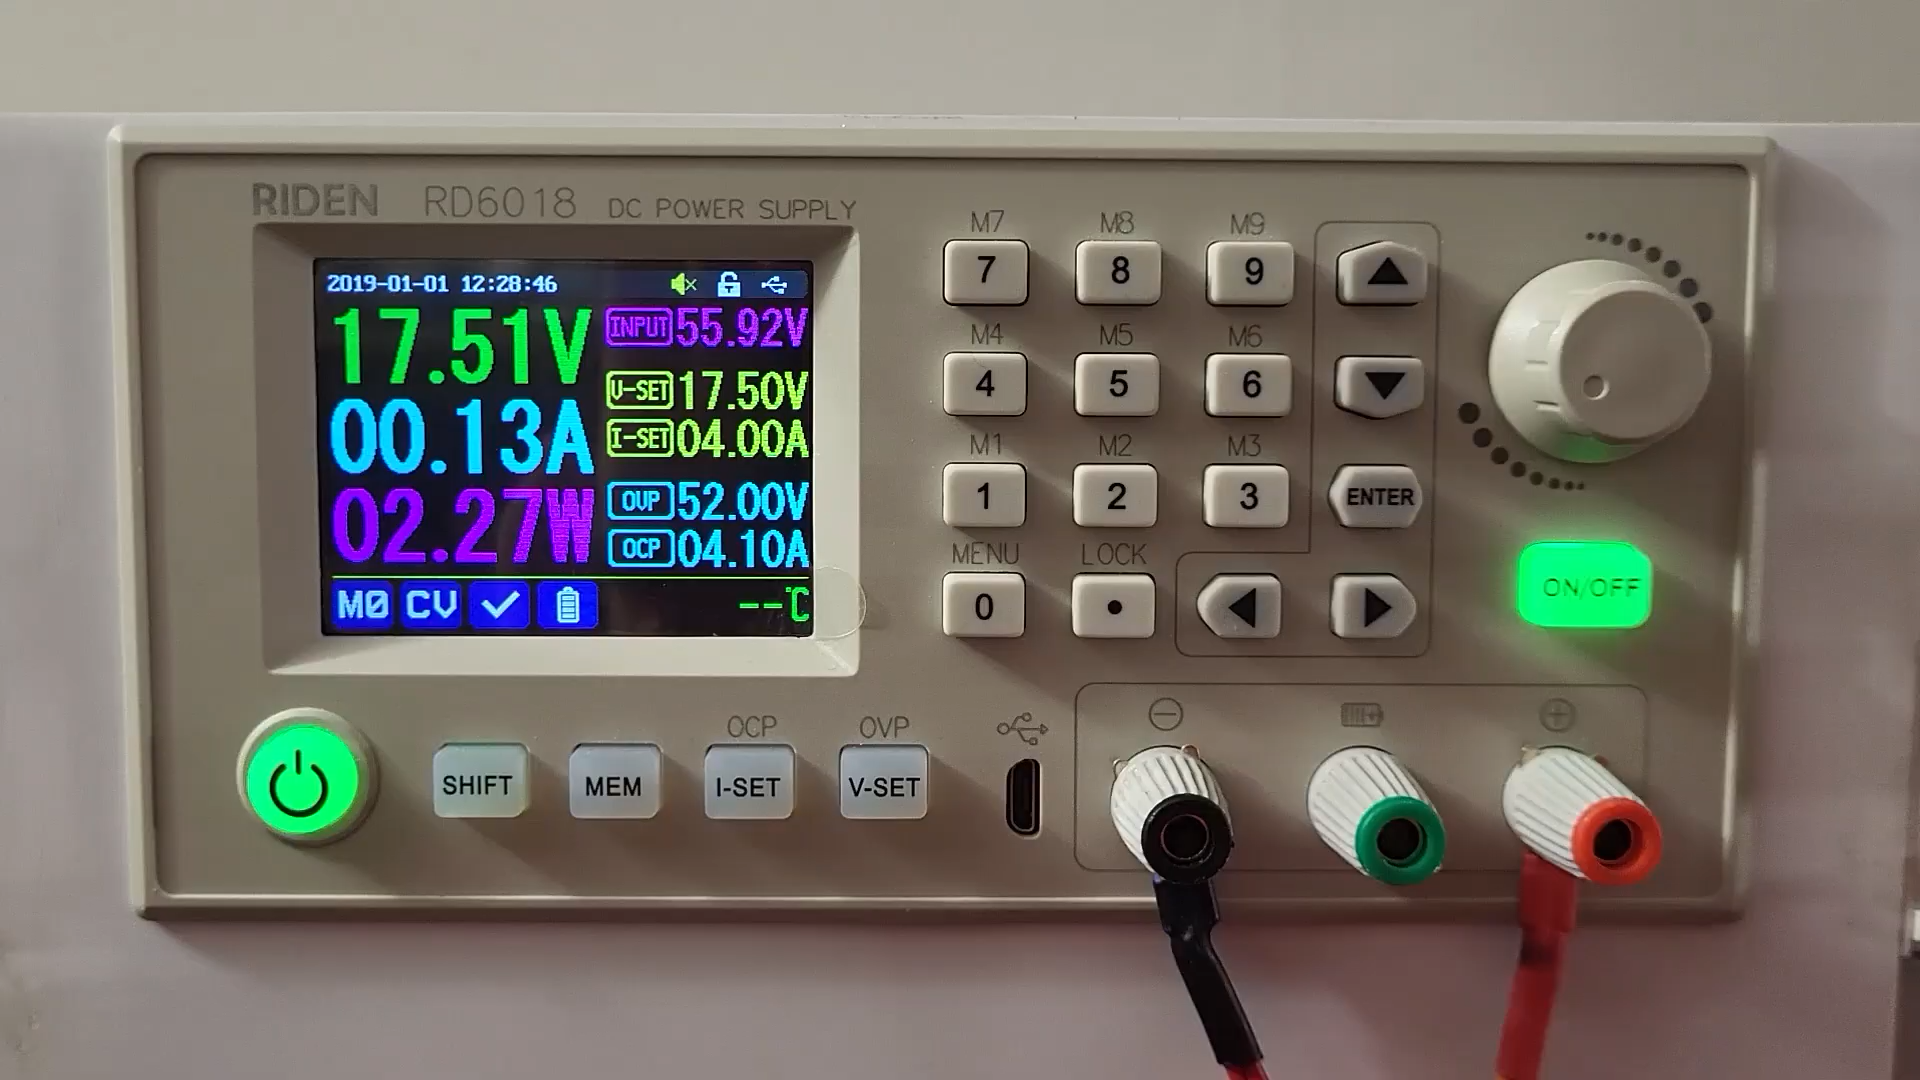 RIDEN RD6018 DC POWER SUPPLY
2019-01-01 12:28:46
17.51V
00.13A
02.27W
INPUT 55.92V
V-SET 17.50V
I-SET 04.00A
OVP 52.00V
OCP 04.10A
M0 CV --℃
M7 M8 M9
7 8 9
M4 M5 M6
4 5 6
M1 M2 M3
1 2 3 ENTER
MENU LOCK
0 •
ON/OFF
OCP OVP
SHIFT MEM I-SET V-SET